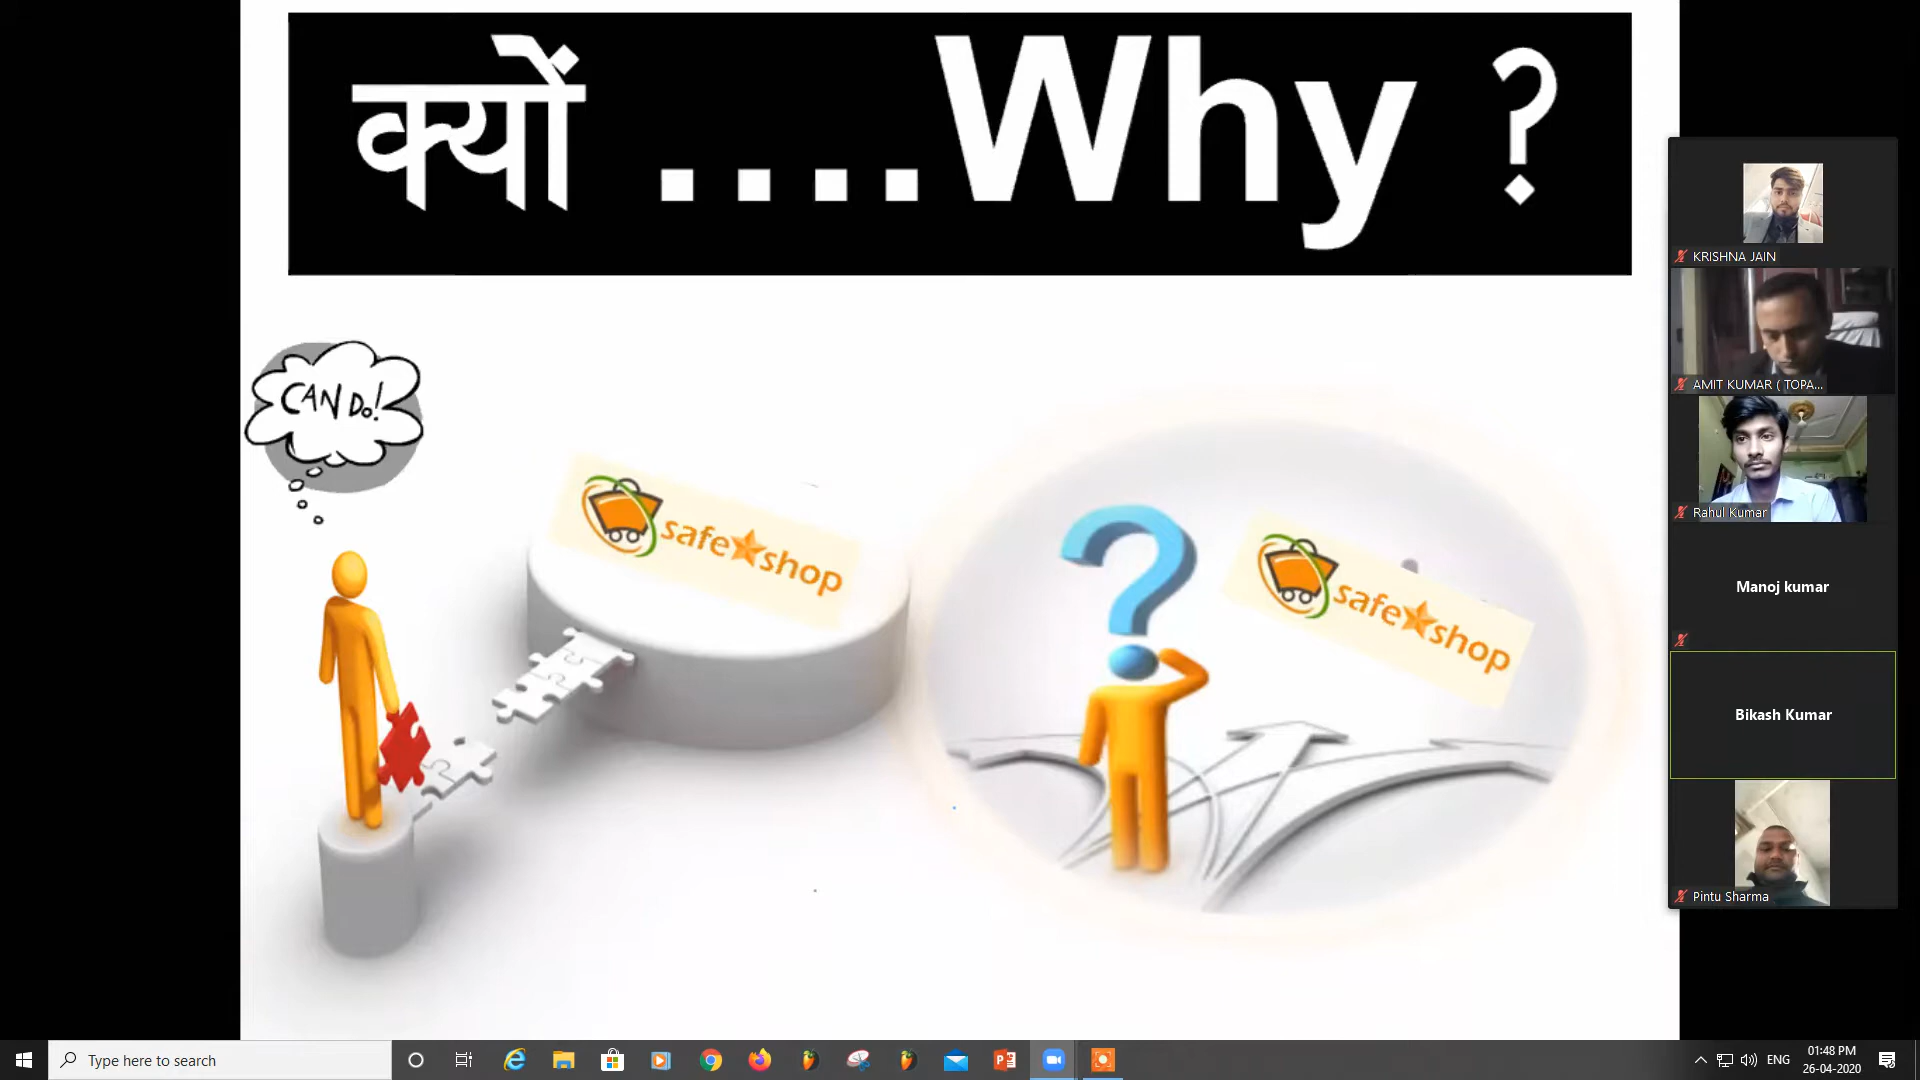 क्यों ....Why ?
CAN DO!
safe shop
safe shop
KRISHNA JAIN
AMIT KUMAR ( TOPA...
Rahul Kumar
Manoj kumar
Bikash Kumar
Pintu Sharma
Type here to search
ENG
01:48 PM
26-04-2020